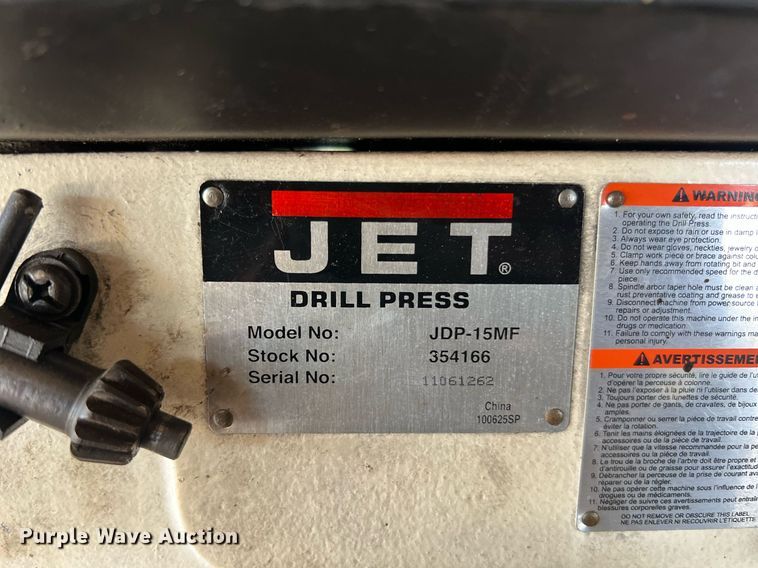 JET®
DRILL PRESS
Model No: JDP-15MF
Stock No: 354166
Serial No: 11061262
China
100625SP
WARNING
1. For your own safety, read the instruct
operating the Drill Press.
2. Do not expose to rain or use in damp l
3. Always wear eye protection.
4. Do not wear gloves, neckties, jewelry o
5. Clamp work piece or brace against colu
6. Keep hands away from rotating bit and
7. Use only recommended speed for the d
piece.
8. Spindle arbor taper hole must be clean a
rust preventative coating and grease to e
9. Disconnect machine from power source b
repairs or adjustment.
10. Do not operate this machine under the in
drugs or medication.
11. Failure to comply with these warnings ma
personal injury.
AVERTISSEMEN
1. Pour votre propre sécurité, lire le guide de l'u
d'opérer la perceuse à colonne.
2. Ne pas l'exposer à la pluie ni l'utiliser dans de
3. Toujours porter des lunettes de sécurité.
4. Ne pas porter de gants, de cravates, de bijoux
amples.
5. Cramponner ou serrer la pièce de travail contre
éviter la rotation.
6. Tenir les mains éloignées de la trajectoire de la p
accessoires ou de la pièce de travail.
7. N'utiliser que la vitesse recommandée pour la pe
accessoires ou la pièce de travail.
8. Le trou de la broche de l'arbre doit être propre et
d'antirouille ou de graisse pour assurer l'exactitud
9. Débrancher la perceuse de la prise de courant ava
réparer ou de la régler.
10. Ne pas opérer cette machine sous l'influence de l'
drogues ou de médicaments.
11. Négliger de suivre ces avertissements peut entraîn
blessures corporelles graves.
DO NOT REMOVE OR OBSCURE THIS LABEL
NE PAS ENLEVER NI RECOUVRIR L'ÉTIQUETTE
Purple Wave Auction